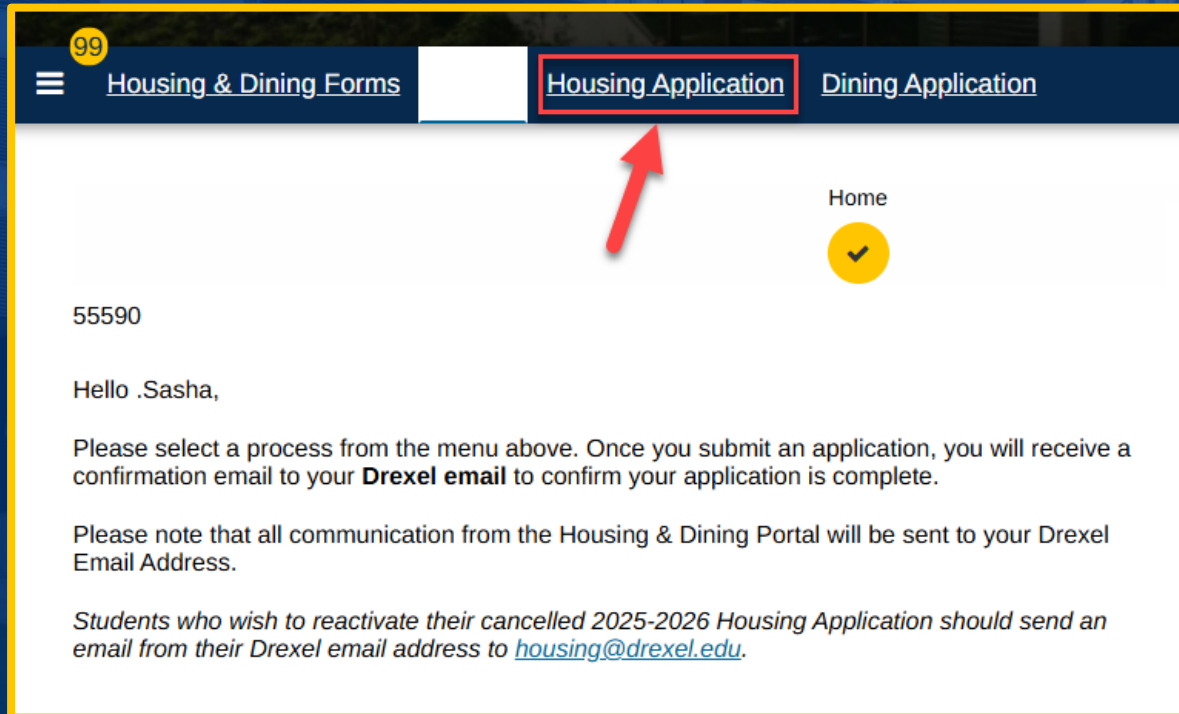 99
Housing & Dining Forms Housing Application Dining Application
Home
55590
Hello .Sasha,
Please select a process from the menu above. Once you submit an application, you will receive a
confirmation email to your Drexel email to confirm your application is complete.
Please note that all communication from the Housing & Dining Portal will be sent to your Drexel
Email Address.
Students who wish to reactivate their cancelled 2025-2026 Housing Application should send an
email from their Drexel email address to housing@drexel.edu.